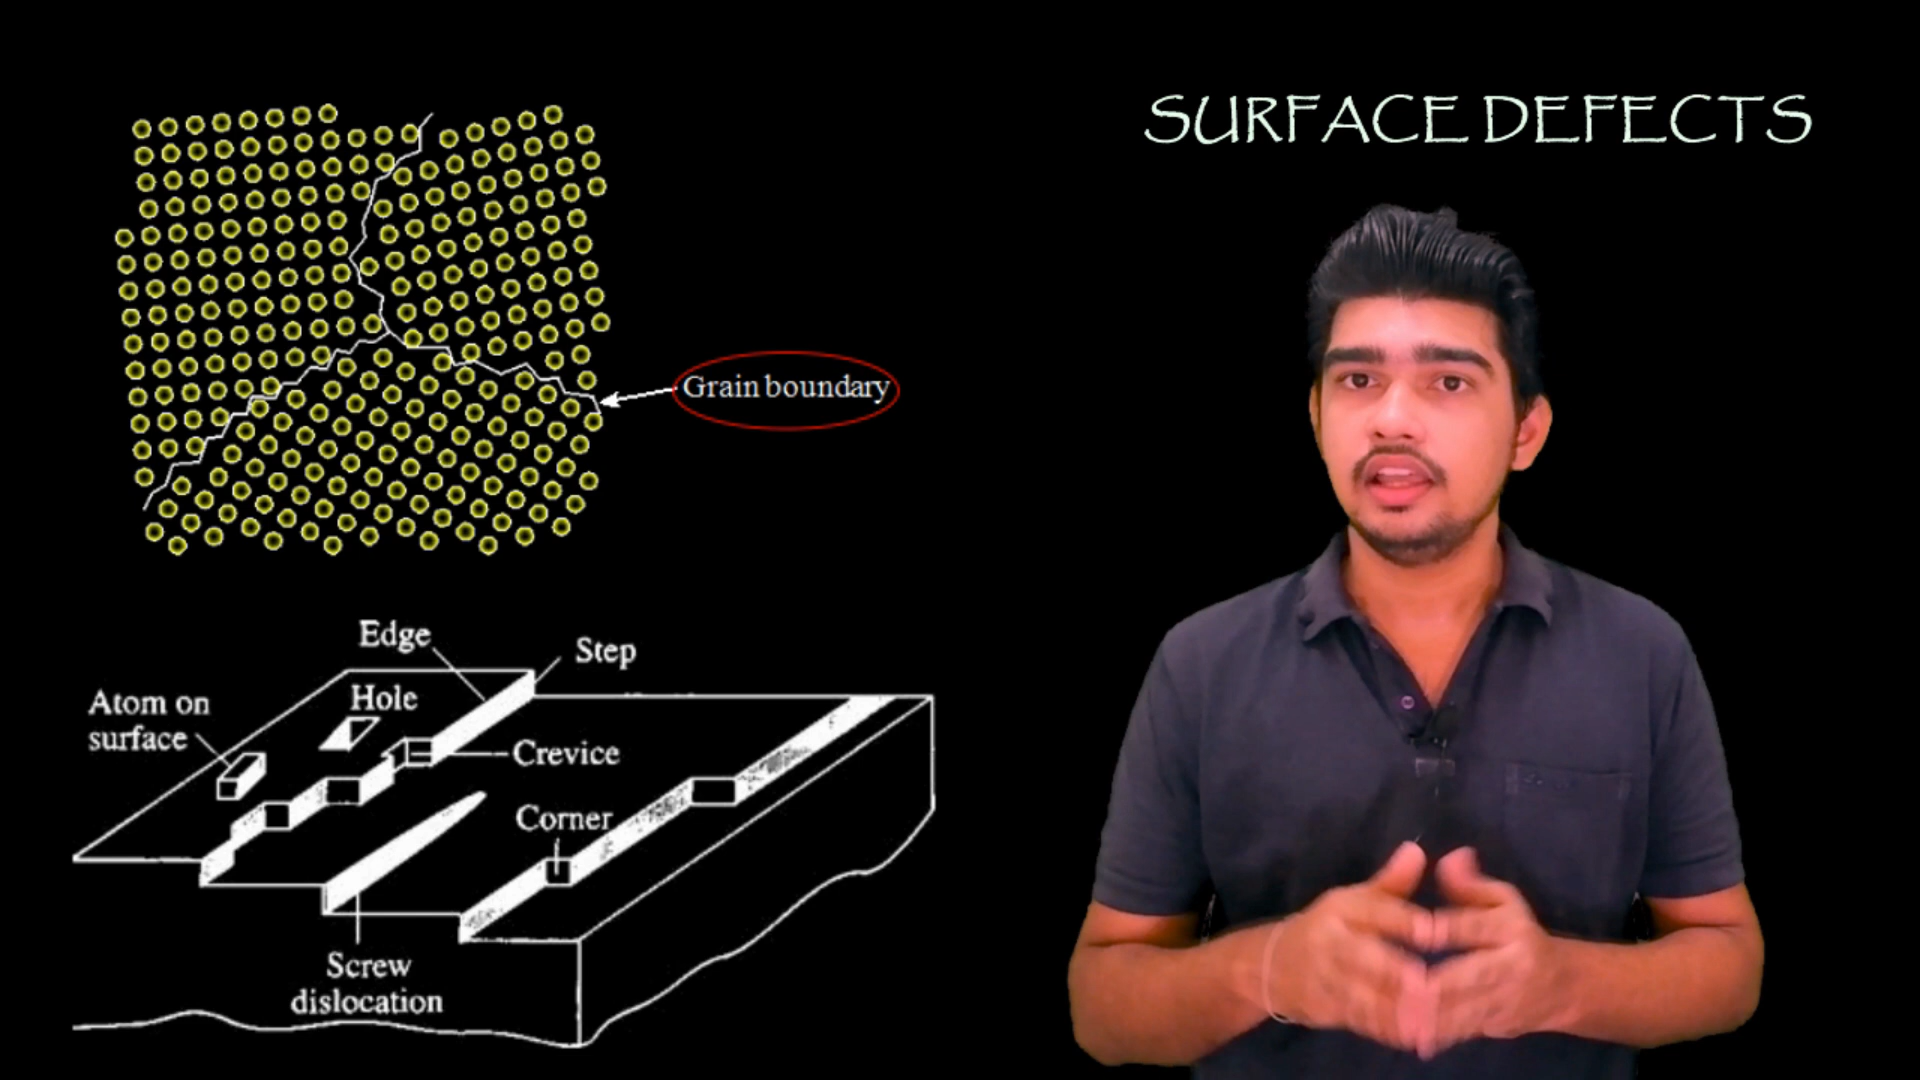 SURFACE DEFECTS
Grain boundary
Edge
Step
Atom on
surface
Hole
Crevice
Corner
Screw
dislocation